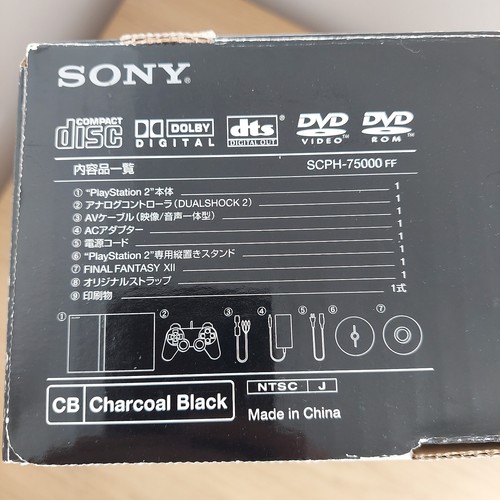 SONY®
COMPACT disc DOLBY DIGITAL dts® DIGITAL OUT DVD VIDEO™ DVD ROM™
内容品一覧 SCPH-75000 FF
① "PlayStation 2"本体 1
② アナログコントローラ(DUALSHOCK 2) 1
③ AVケーブル(映像/音声一体型) 1
④ ACアダプター 1
⑤ 電源コード 1
⑥ "PlayStation 2"専用縦置きスタンド 1
⑦ FINAL FANTASY XII 1
⑧ オリジナルストラップ 1
⑨ 印刷物 1式
① ② ③ ④ ⑤ ⑥ ⑦
CB Charcoal Black NTSC J
Made in China